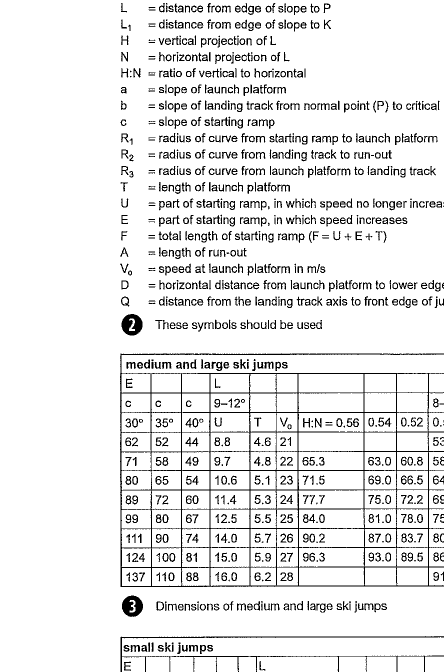 L = distance from edge of slope to P
L₁ = distance from edge of slope to K
H = vertical projection of L
N = horizontal projection of L
H:N = ratio of vertical to horizontal
a = slope of launch platform
b = slope of landing track from normal point (P) to critical
c = slope of starting ramp
R₁ = radius of curve from starting ramp to launch platform
R₂ = radius of curve from landing track to run-out
R₃ = radius of curve from launch platform to landing track
T = length of launch platform
U = part of starting ramp, in which speed no longer increa
E = part of starting ramp, in which speed increases
F = total length of starting ramp (F = U + E + T)
A = length of run-out
Vₒ = speed at launch platform in m/s
D = horizontal distance from launch platform to lower edge
Q = distance from the landing track axis to front edge of ju
2 These symbols should be used
medium and large ski jumps
E L
c c c 9–12° 8–
30° 35° 40° U T Vₒ H:N = 0.56 0.54 0.52 0.
62 52 44 8.8 4.6 21 53
71 58 49 9.7 4.8 22 65.3 63.0 60.8 58
80 65 54 10.6 5.1 23 71.5 69.0 66.5 64
89 72 60 11.4 5.3 24 77.7 75.0 72.2 69
99 80 67 12.5 5.5 25 84.0 81.0 78.0 75
111 90 74 14.0 5.7 26 90.2 87.0 83.7 80
124 100 81 15.0 5.9 27 96.3 93.0 89.5 86
137 110 88 16.0 6.2 28 91
3 Dimensions of medium and large ski jumps
small ski jumps
E L